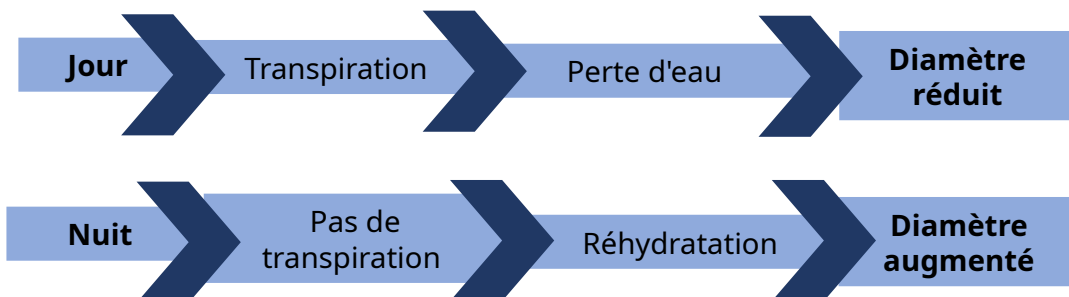 Jour
Transpiration
Perte d'eau
Diamètre
réduit
Nuit
Pas de
transpiration
Réhydratation
Diamètre
augmenté